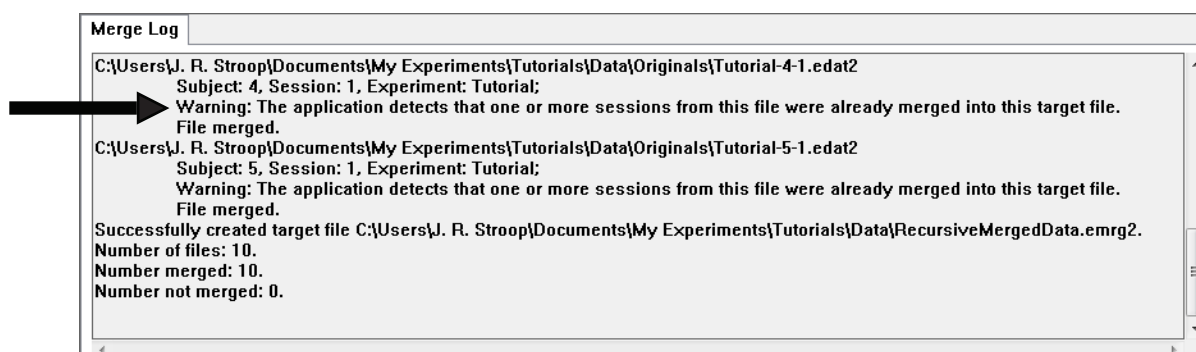 Merge Log
C:\Users\J. R. Stroop\Documents\My Experiments\Tutorials\Data\Originals\Tutorial-4-1.edat2
Subject: 4, Session: 1, Experiment: Tutorial;
Warning: The application detects that one or more sessions from this file were already merged into this target file.
File merged.
C:\Users\J. R. Stroop\Documents\My Experiments\Tutorials\Data\Originals\Tutorial-5-1.edat2
Subject: 5, Session: 1, Experiment: Tutorial;
Warning: The application detects that one or more sessions from this file were already merged into this target file.
File merged.
Successfully created target file C:\Users\J. R. Stroop\Documents\My Experiments\Tutorials\Data\RecursiveMergedData.emrg2.
Number of files: 10.
Number merged: 10.
Number not merged: 0.